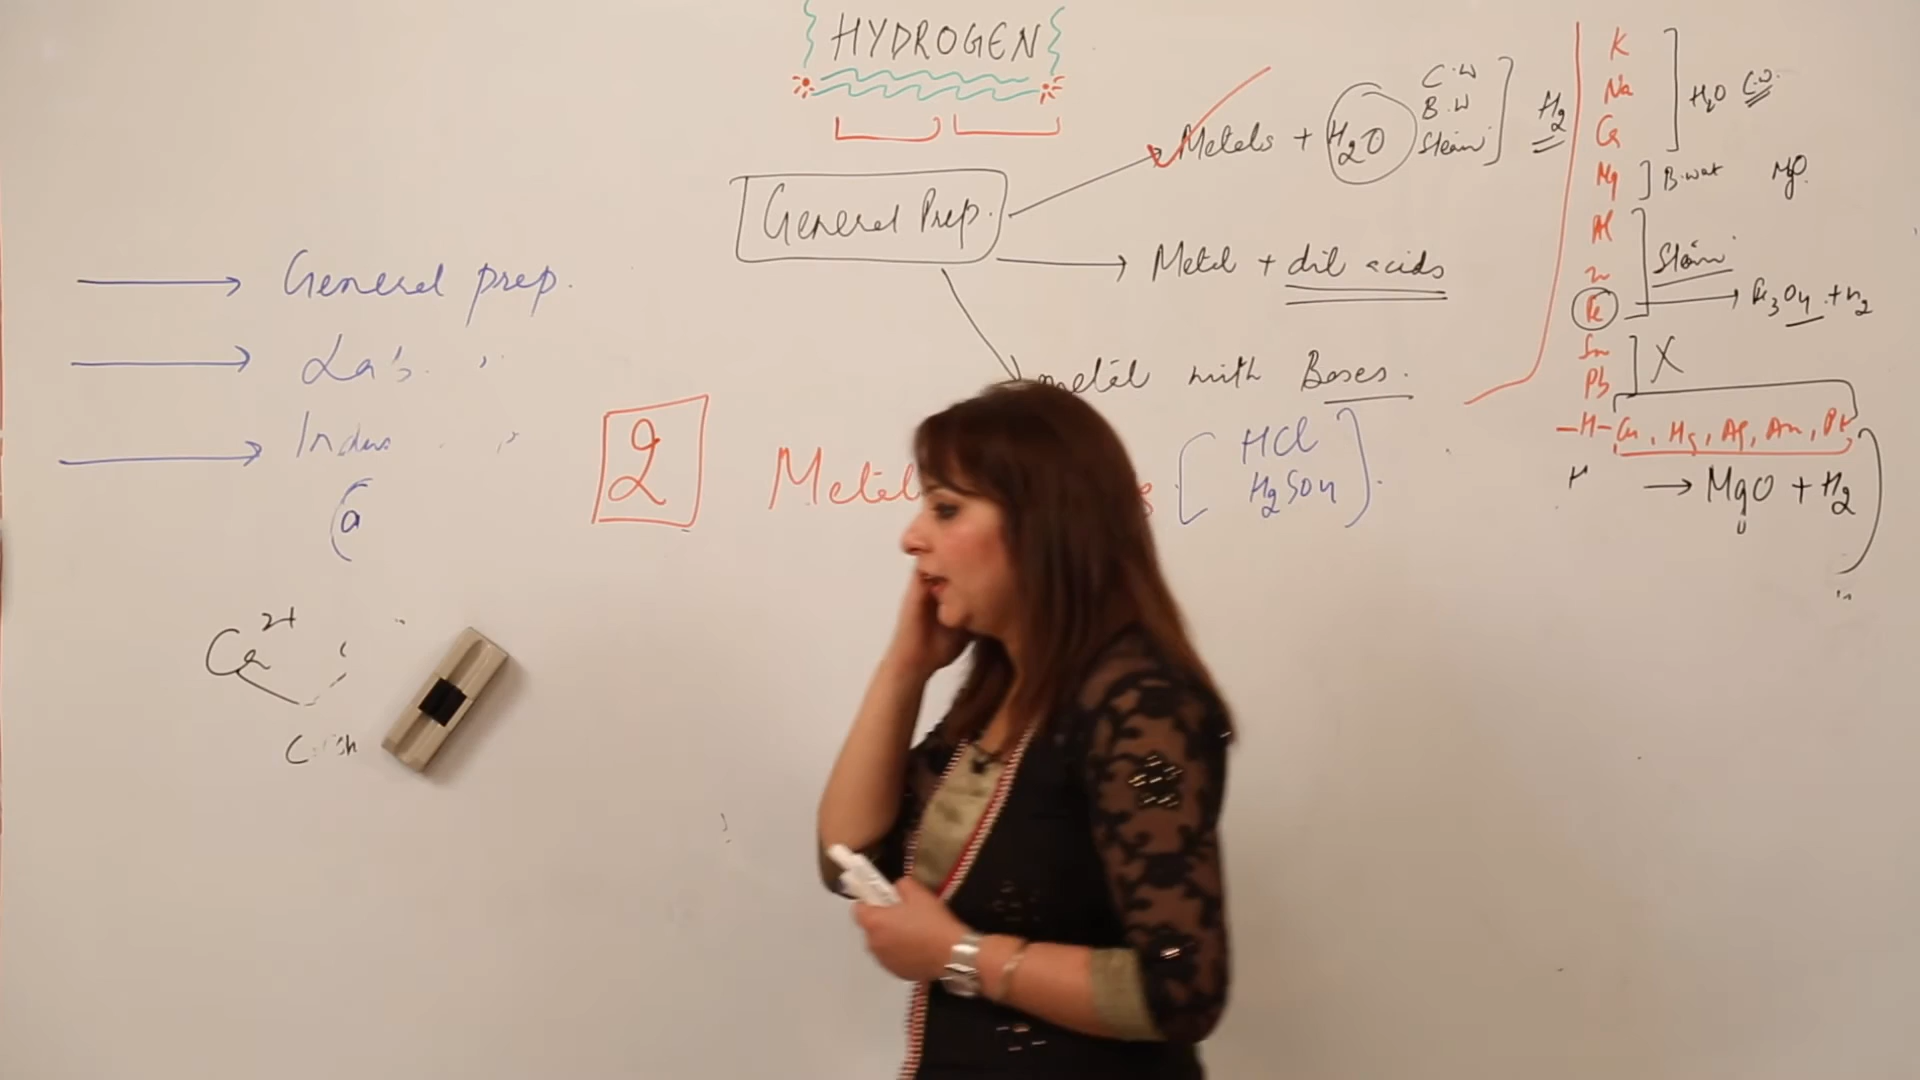 HYDROGEN
General Prep.
Metals + H2O
C.W
B.W
Steam
H2
Metal + dil acids
metal with Bases.
General prep.
Lab.
Indus
(a
2
Metal
HCl
H2SO4
Ca2+
K
Na
Ca
H2O C.W.
Mg
B.wat MgO.
Al
Zn
Fe
Steam
Fe3O4 + H2
Sn
Pb
X
-H- Cu, Hg, Ag, Au, Pt
→ MgO + H2